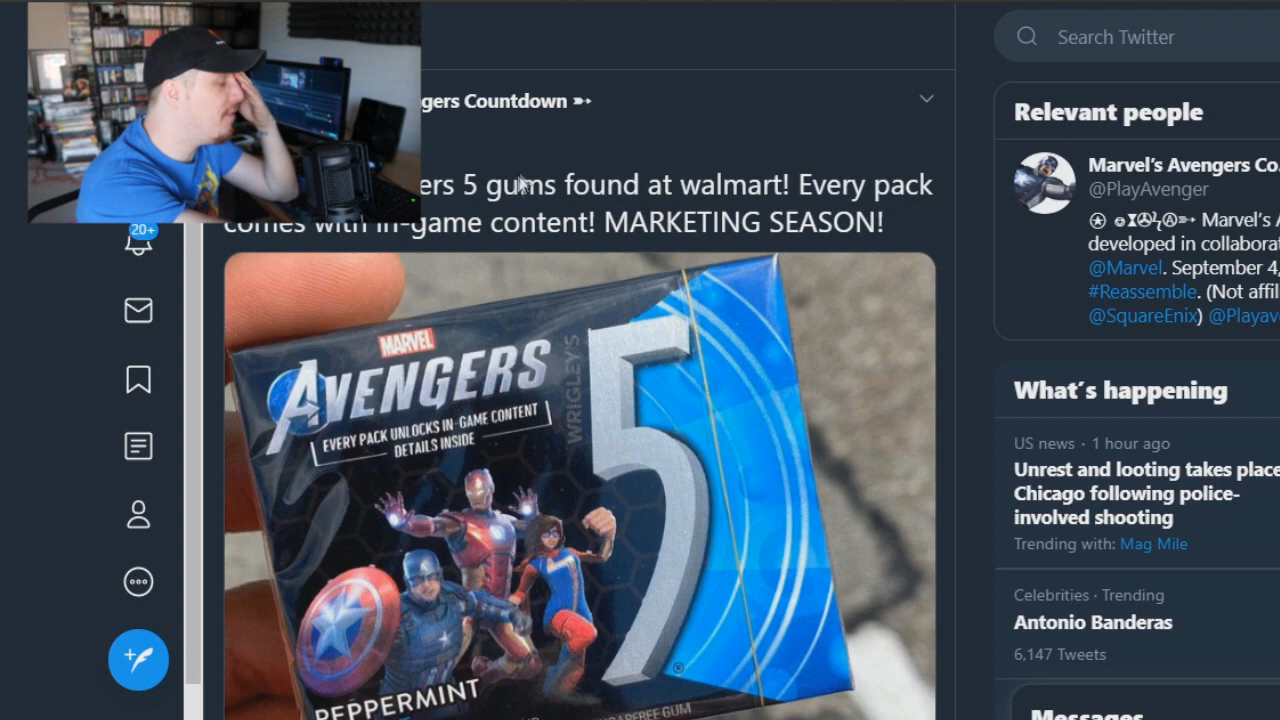 Search Twitter
gers Countdown ➳
ers 5 gums found at walmart! Every pack
comes with in-game content! MARKETING SEASON!
20+
MARVEL
AVENGERS
EVERY PACK UNLOCKS IN-GAME CONTENT
DETAILS INSIDE
WRIGLEY'S
5
PEPPERMINT
SUGARFREE GUM
Relevant people
Marvel's Avengers Co
@PlayAvenger
Marvel's A
developed in collaborat
@Marvel. September 4,
#Reassemble. (Not affil
@SquareEnix) @Playav
What's happening
US news · 1 hour ago
Unrest and looting takes place
Chicago following police-
involved shooting
Trending with: Mag Mile
Celebrities · Trending
Antonio Banderas
6,147 Tweets
Messages